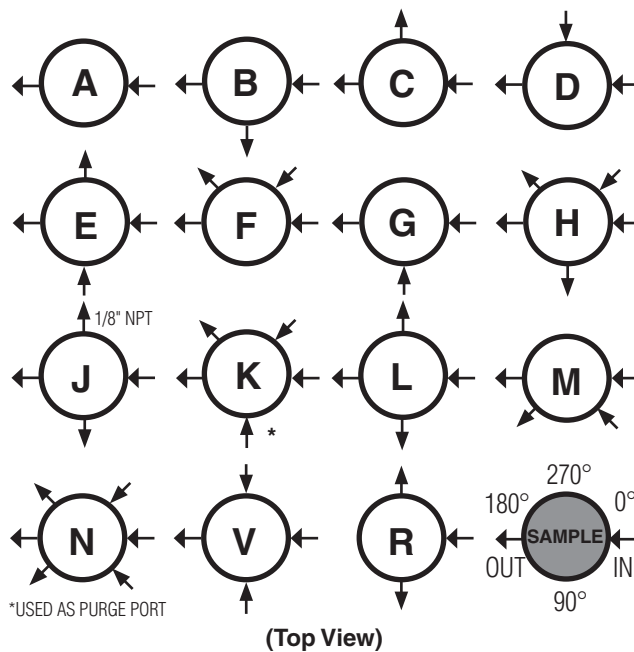 A B C D
E F G H
1/8" NPT
J K L M
*
N V R
270°
180° 0°
SAMPLE
OUT IN
90°
*USED AS PURGE PORT
(Top View)